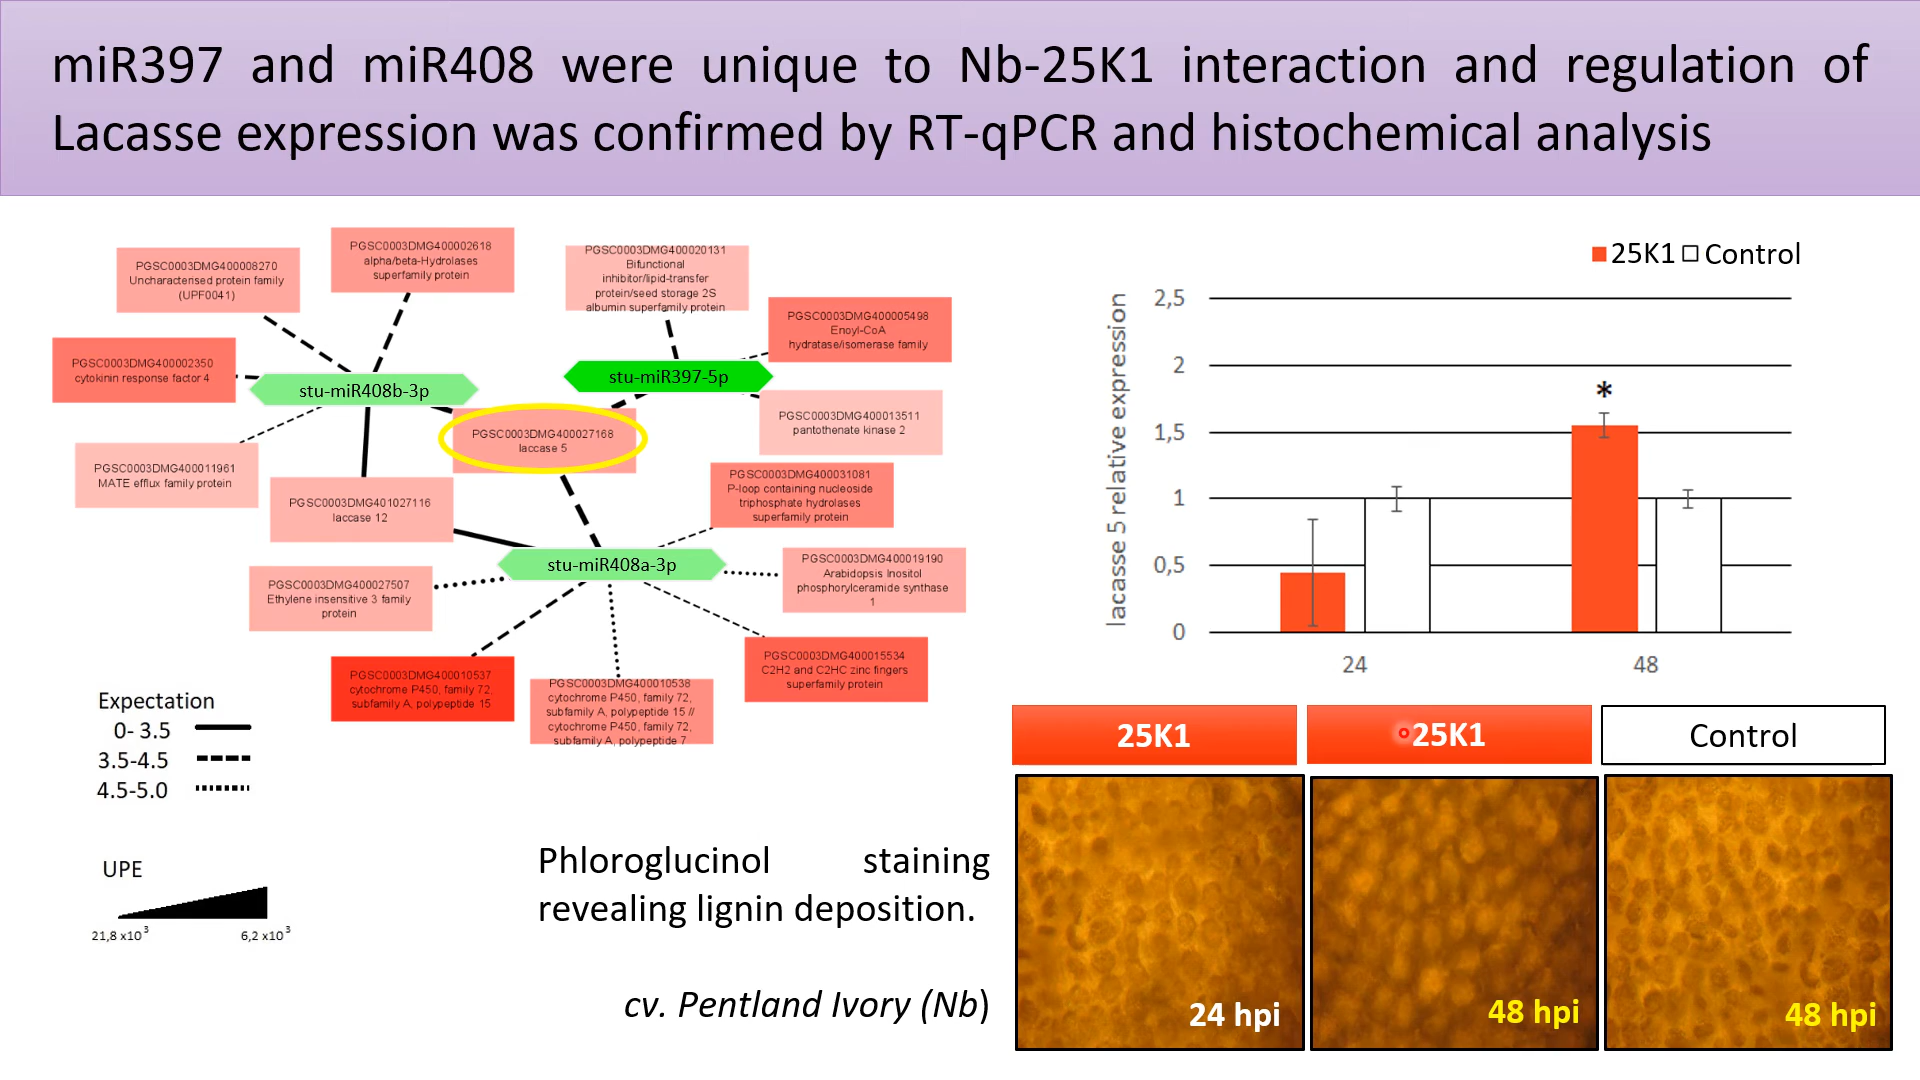 miR397 and miR408 were unique to Nb-25K1 interaction and regulation of
Lacasse expression was confirmed by RT-qPCR and histochemical analysis
PGSC0003DMG400008270
Uncharacterised protein family
(UPF0041)
PGSC0003DMG400002618
alpha/beta-Hydrolases
superfamily protein
PGSC0003DMG400020131
Bifunctional
inhibitor/lipid-transfer
protein/seed storage 2S
albumin superfamily protein
PGSC0003DMG400005498
Enoyl-CoA
hydratase/isomerase family
PGSC0003DMG400002350
cytokinin response factor 4
stu-miR408b-3p
stu-miR397-5p
PGSC0003DMG400013511
pantothenate kinase 2
PGSC0003DMG400027168
laccase 5
PGSC0003DMG400011961
MATE efflux family protein
PGSC0003DMG401027116
laccase 12
PGSC0003DMG400031081
P-loop containing nucleoside
triphosphate hydrolases
superfamily protein
stu-miR408a-3p
PGSC0003DMG400019190
Arabidopsis Inositol
phosphorylceramide synthase
1
PGSC0003DMG400027507
Ethylene insensitive 3 family
protein
PGSC0003DMG400010537
cytochrome P450, family 72,
subfamily A, polypeptide 15
PGSC0003DMG400010538
cytochrome P450, family 72,
subfamily A, polypeptide 15 //
cytochrome P450, family 72,
subfamily A, polypeptide 7
PGSC0003DMG400015534
C2H2 and C2HC zinc fingers
superfamily protein
Expectation
0- 3.5
3.5-4.5
4.5-5.0
UPE
21,8 x10³
6,2 x10³
25K1 Control
lacasse 5 relative expression
2,5
2
1,5
1
0,5
0
*
24
48
25K1
25K1
Control
Phloroglucinol staining
revealing lignin deposition.
cv. Pentland Ivory (Nb)
24 hpi
48 hpi
48 hpi